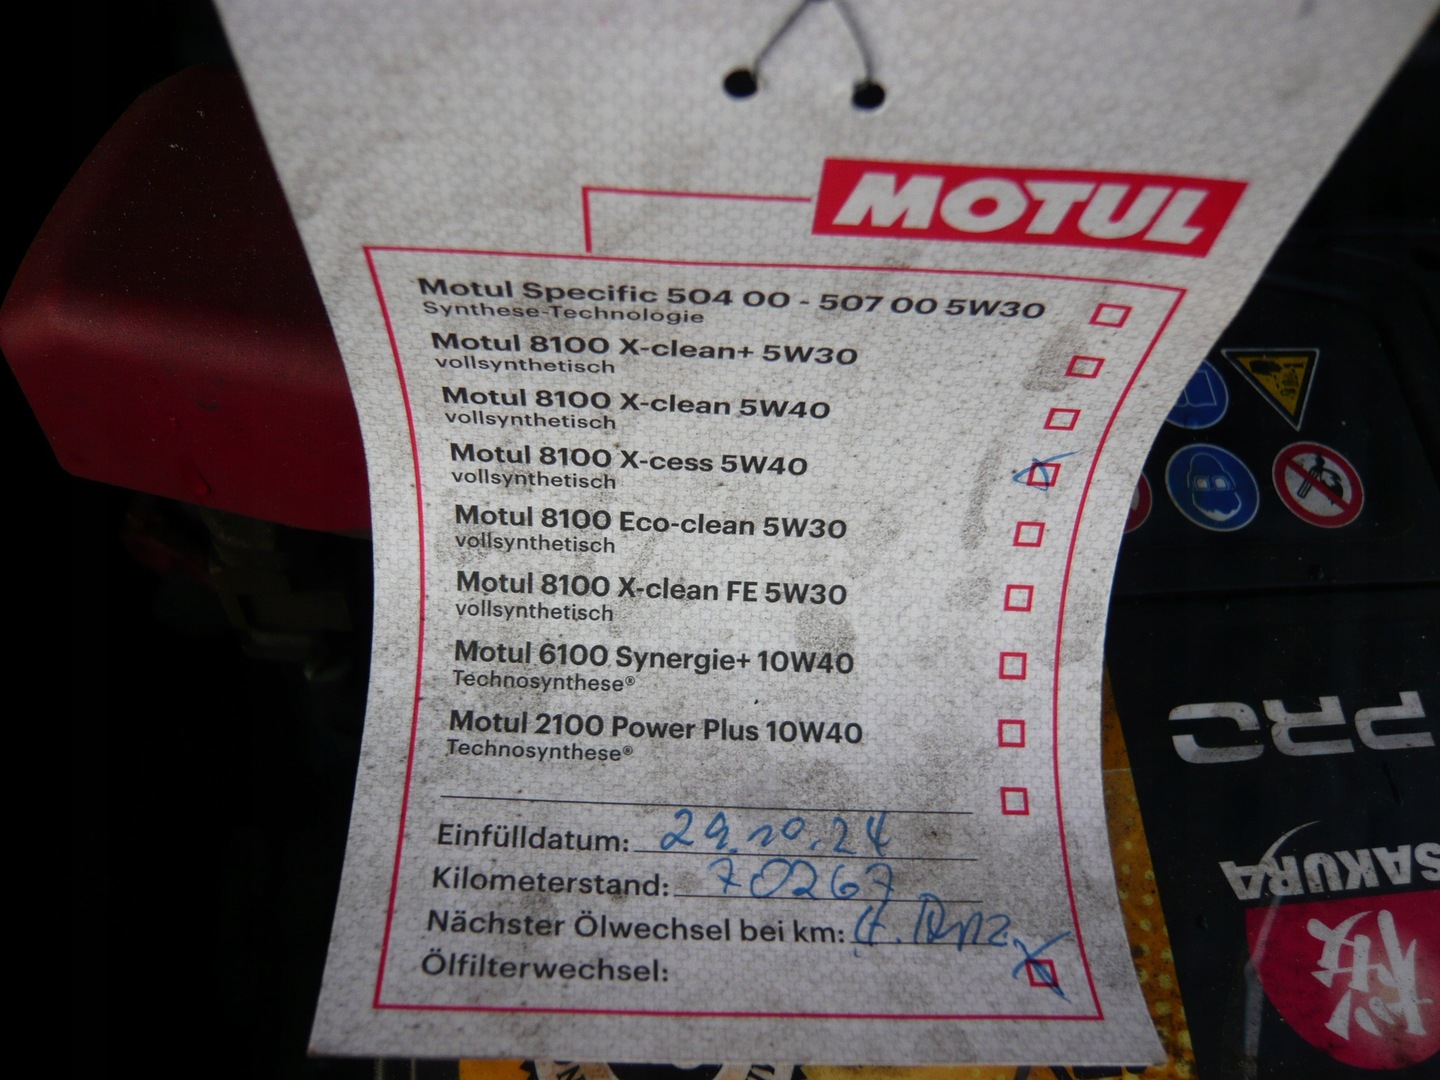 MOTUL
Motul Specific 504 00 - 507 00 5W30
Synthese-Technologie
Motul 8100 X-clean+ 5W30
vollsynthetisch
Motul 8100 X-clean 5W40
vollsynthetisch
Motul 8100 X-cess 5W40
vollsynthetisch
Motul 8100 Eco-clean 5W30
vollsynthetisch
Motul 8100 X-clean FE 5W30
vollsynthetisch
Motul 6100 Synergie+ 10W40
Technosynthese®
Motul 2100 Power Plus 10W40
Technosynthese®
Einfülldatum: 29.10.24
Kilometerstand: 70267
Nächster Ölwechsel bei km: lt. Anz.
Ölfilterwechsel:
PRO
SAKURA